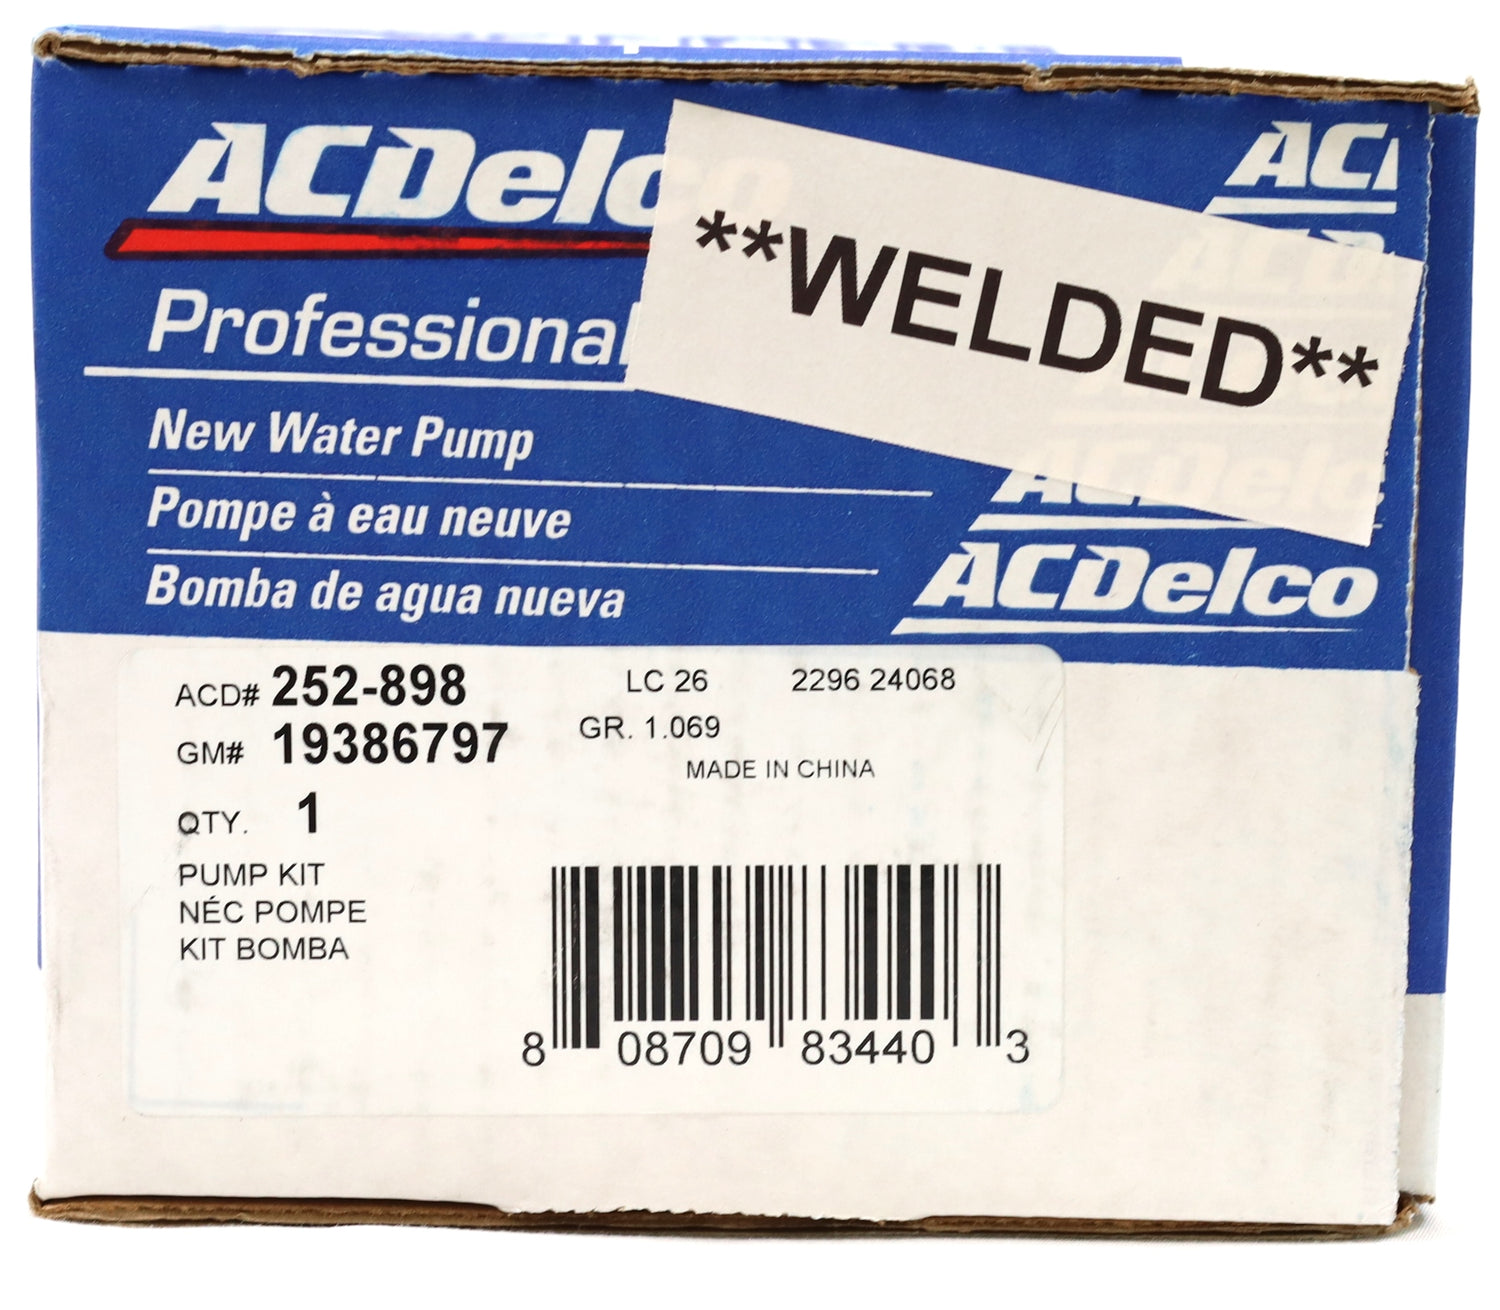 ACDelco
Professional
**WELDED**
New Water Pump
Pompe à eau neuve
Bomba de agua nueva
ACDelco
ACD# 252-898
LC 26 2296 24068
GM# 19386797
GR. 1.069
MADE IN CHINA
QTY. 1
PUMP KIT
NÉC POMPE
KIT BOMBA
8 08709 83440 3